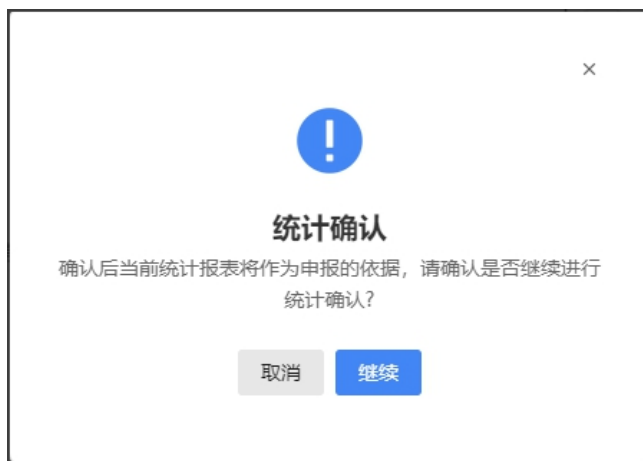 统计确认
确认后当前统计报表将作为申报的依据，请确认是否继续进行
统计确认?
取消
继续